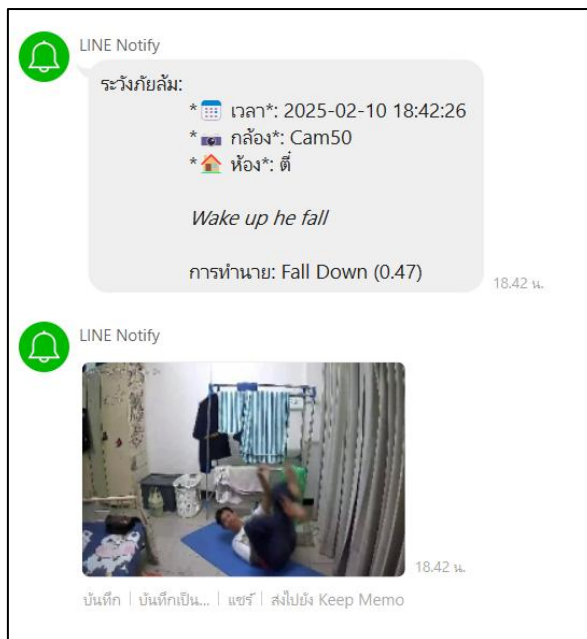 LINE Notify
ระวังภัยล้ม:
*📅 เวลา*: 2025-02-10 18:42:26
*📷 กล้อง*: Cam50
*🏠 ห้อง*: ตี๋
Wake up he fall
การทำนาย: Fall Down (0.47)
18.42 น.
LINE Notify
18.42 น.
บันทึก | บันทึกเป็น... | แชร์ | ส่งไปยัง Keep Memo